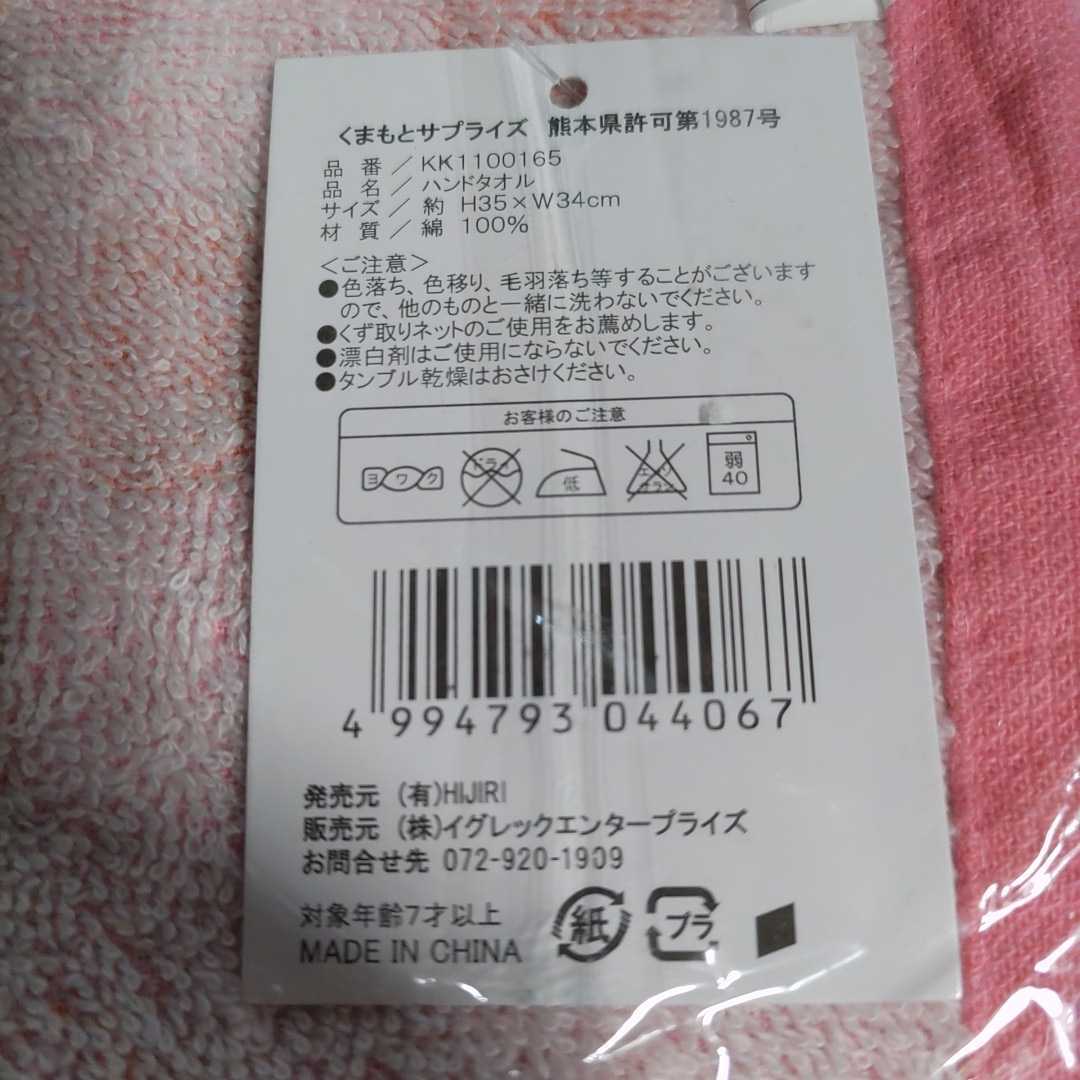 くまもとサプライズ 熊本県許可第1987号
品 番 / KK1100165
品 名 / ハンドタオル
サイズ / 約 H35×W34cm
材 質 / 綿 100%
<ご注意>
●色落ち、色移り、毛羽落ち等することがございます
ので、他のものと一緒に洗わないでください。
●くず取りネットのご使用をお薦めします。
●漂白剤はご使用にならないでください。
●タンブル乾燥はおさけください。
お客様のご注意
ヨワク ドライ 低 エンソサラシ 弱 40
4 994793 044067
発売元 (有)HIJIRI
販売元 (株)イグレックエンタープライズ
お問合せ先 072-920-1909
対象年齢7才以上 紙 プラ
MADE IN CHINA